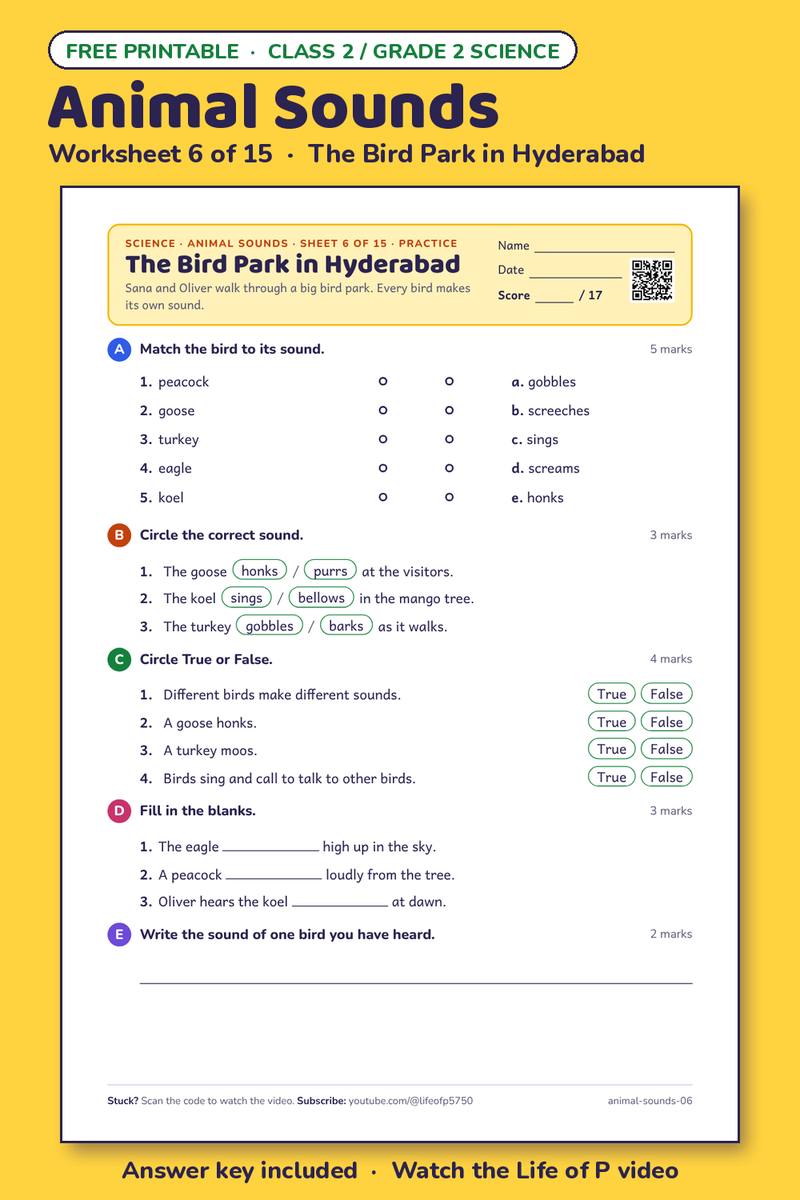 FREE PRINTABLE · CLASS 2 / GRADE 2 SCIENCE
Animal Sounds
Worksheet 6 of 15 · The Bird Park in Hyderabad
SCIENCE · ANIMAL SOUNDS · SHEET 6 OF 15 · PRACTICE
The Bird Park in Hyderabad
Sana and Oliver walk through a big bird park. Every bird makes
its own sound.
Name
Date
Score / 17
A Match the bird to its sound. 5 marks
1. peacock a. gobbles
2. goose b. screeches
3. turkey c. sings
4. eagle d. screams
5. koel e. honks
B Circle the correct sound. 3 marks
1. The goose honks / purrs at the visitors.
2. The koel sings / bellows in the mango tree.
3. The turkey gobbles / barks as it walks.
C Circle True or False. 4 marks
1. Different birds make different sounds. True False
2. A goose honks. True False
3. A turkey moos. True False
4. Birds sing and call to talk to other birds. True False
D Fill in the blanks. 3 marks
1. The eagle ____________ high up in the sky.
2. A peacock ____________ loudly from the tree.
3. Oliver hears the koel ____________ at dawn.
E Write the sound of one bird you have heard. 2 marks
Stuck? Scan the code to watch the video. Subscribe: youtube.com/@lifeofp5750 animal-sounds-06
Answer key included · Watch the Life of P video